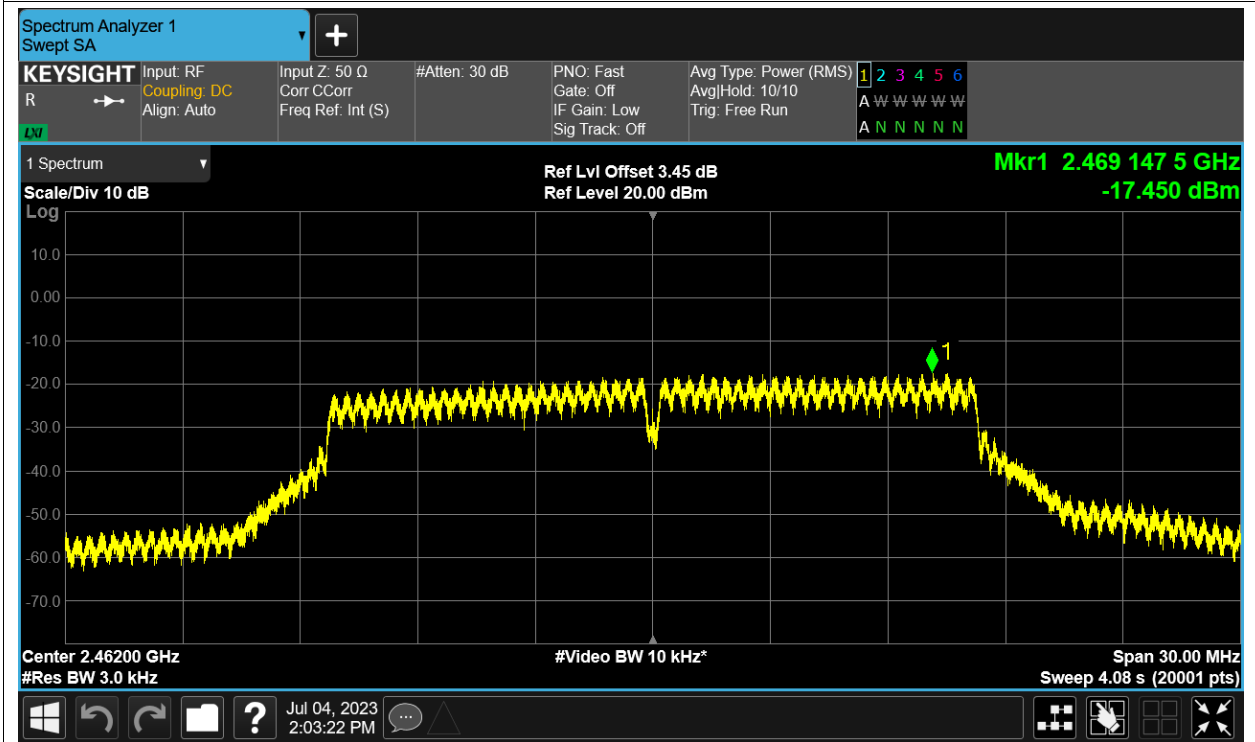 Spectrum Analyzer 1
Swept SA
+
KEYSIGHT
R
LXI
Input: RF
Coupling: DC
Align: Auto
Input Z: 50 Ω
Corr CCorr
Freq Ref: Int (S)
#Atten: 30 dB
PNO: Fast
Gate: Off
IF Gain: Low
Sig Track: Off
Avg Type: Power (RMS)
Avg|Hold: 10/10
Trig: Free Run
1 2 3 4 5 6
A W W W W W
A N N N N N
1 Spectrum
Scale/Div 10 dB
Ref Lvl Offset 3.45 dB
Ref Level 20.00 dBm
Mkr1 2.469 147 5 GHz
-17.450 dBm
Log
10.0
0.00
-10.0
-20.0
-30.0
-40.0
-50.0
-60.0
-70.0
1
Center 2.46200 GHz
#Res BW 3.0 kHz
#Video BW 10 kHz*
Span 30.00 MHz
Sweep 4.08 s (20001 pts)
?
Jul 04, 2023
2:03:22 PM